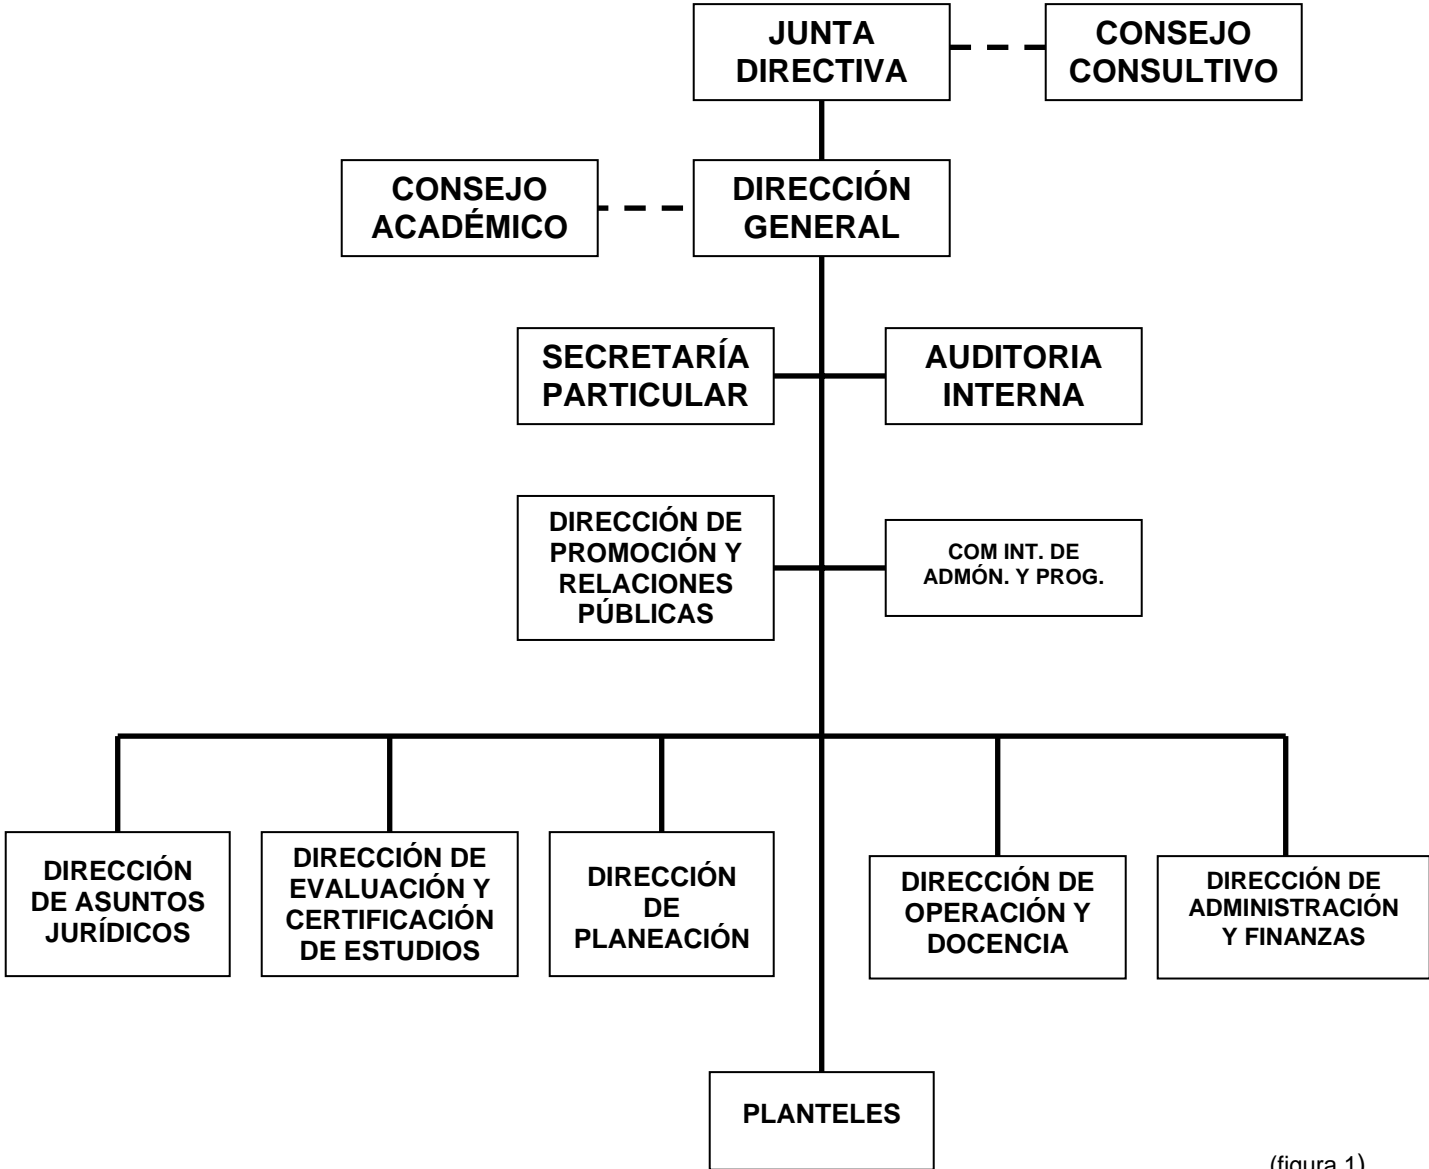 JUNTA
DIRECTIVA
CONSEJO
CONSULTIVO
CONSEJO
ACADÉMICO
DIRECCIÓN
GENERAL
SECRETARÍA
PARTICULAR
AUDITORIA
INTERNA
DIRECCIÓN DE
PROMOCIÓN Y
RELACIONES
PÚBLICAS
COM INT. DE
ADMÓN. Y PROG.
DIRECCIÓN
DE ASUNTOS
JURÍDICOS
DIRECCIÓN DE
EVALUACIÓN Y
CERTIFICACIÓN
DE ESTUDIOS
DIRECCIÓN
DE
PLANEACIÓN
DIRECCIÓN DE
OPERACIÓN Y
DOCENCIA
DIRECCIÓN DE
ADMINISTRACIÓN
Y FINANZAS
PLANTELES
(figura 1)